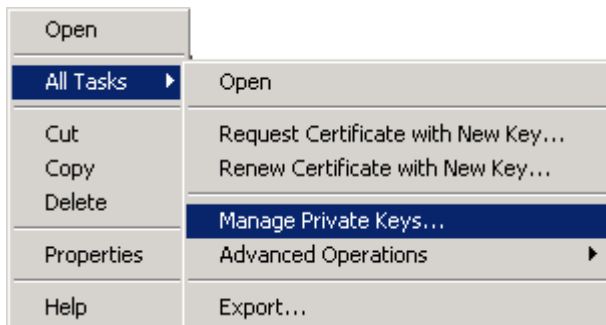 Open
All Tasks
Cut
Copy
Delete
Properties
Help
Open
Request Certificate with New Key...
Renew Certificate with New Key...
Manage Private Keys...
Advanced Operations
Export...